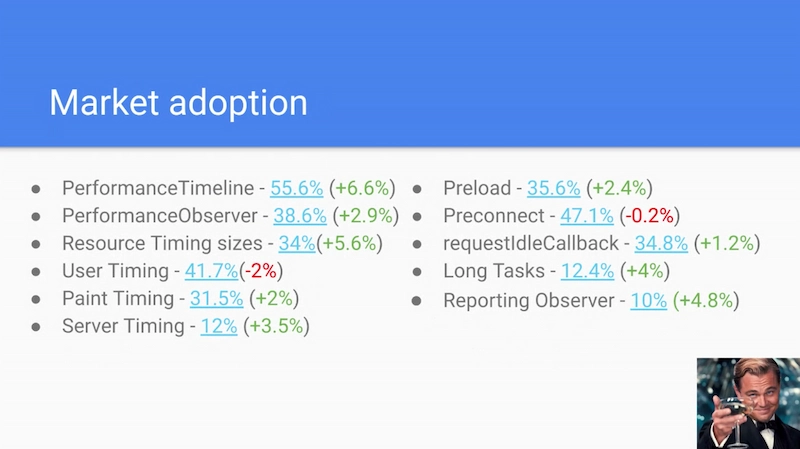 Market adoption
● PerformanceTimeline - 55.6% (+6.6%)
● PerformanceObserver - 38.6% (+2.9%)
● Resource Timing sizes - 34%(+5.6%)
● User Timing - 41.7%(-2%)
● Paint Timing - 31.5% (+2%)
● Server Timing - 12% (+3.5%)
● Preload - 35.6% (+2.4%)
● Preconnect - 47.1% (-0.2%)
● requestIdleCallback - 34.8% (+1.2%)
● Long Tasks - 12.4% (+4%)
● Reporting Observer - 10% (+4.8%)